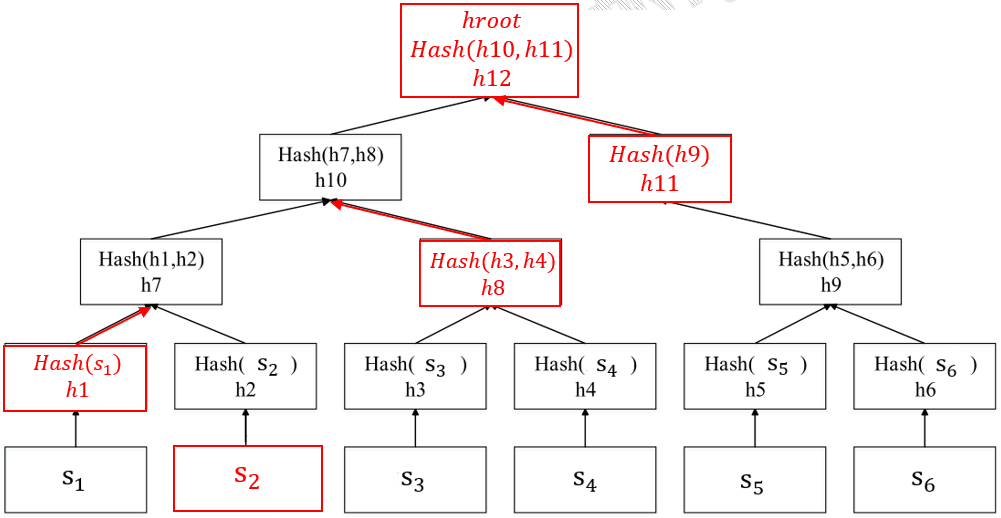 hroot
Hash(h10, h11)
h12
Hash(h7,h8)
h10
Hash(h9)
h11
Hash(h1,h2)
h7
Hash(h3, h4)
h8
Hash(h5,h6)
h9
Hash(s₁)
h1
Hash( s₂ )
h2
Hash( s₃ )
h3
Hash( s₄ )
h4
Hash( s₅ )
h5
Hash( s₆ )
h6
s₁
s₂
s₃
s₄
s₅
s₆